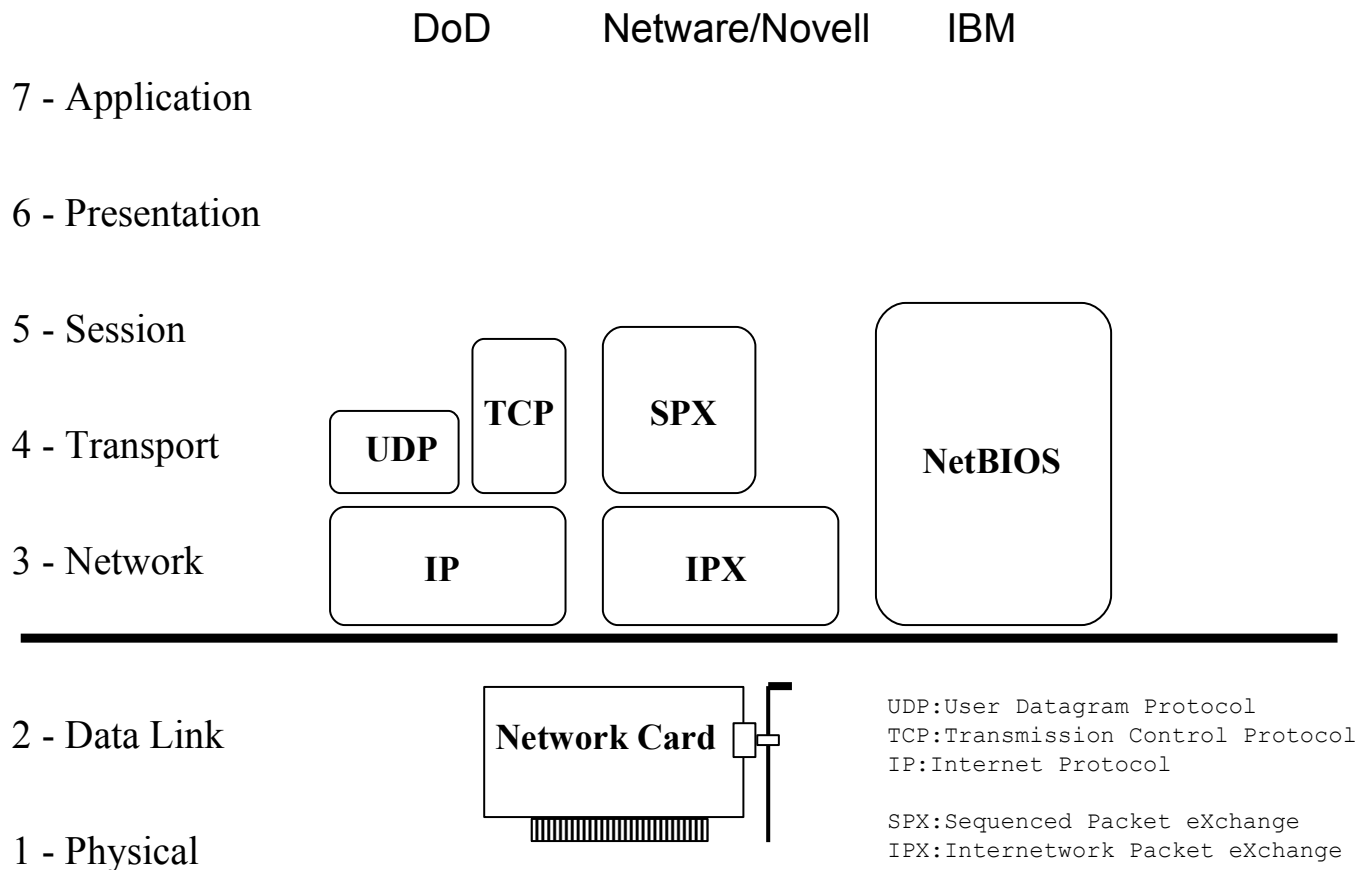 DoD Netware/Novell IBM
7 - Application
6 - Presentation
5 - Session
TCP SPX
4 - Transport
UDP
NetBIOS
3 - Network
IP IPX
2 - Data Link
Network Card
1 - Physical
UDP:User Datagram Protocol
TCP:Transmission Control Protocol
IP:Internet Protocol
SPX:Sequenced Packet eXchange
IPX:Internetwork Packet eXchange